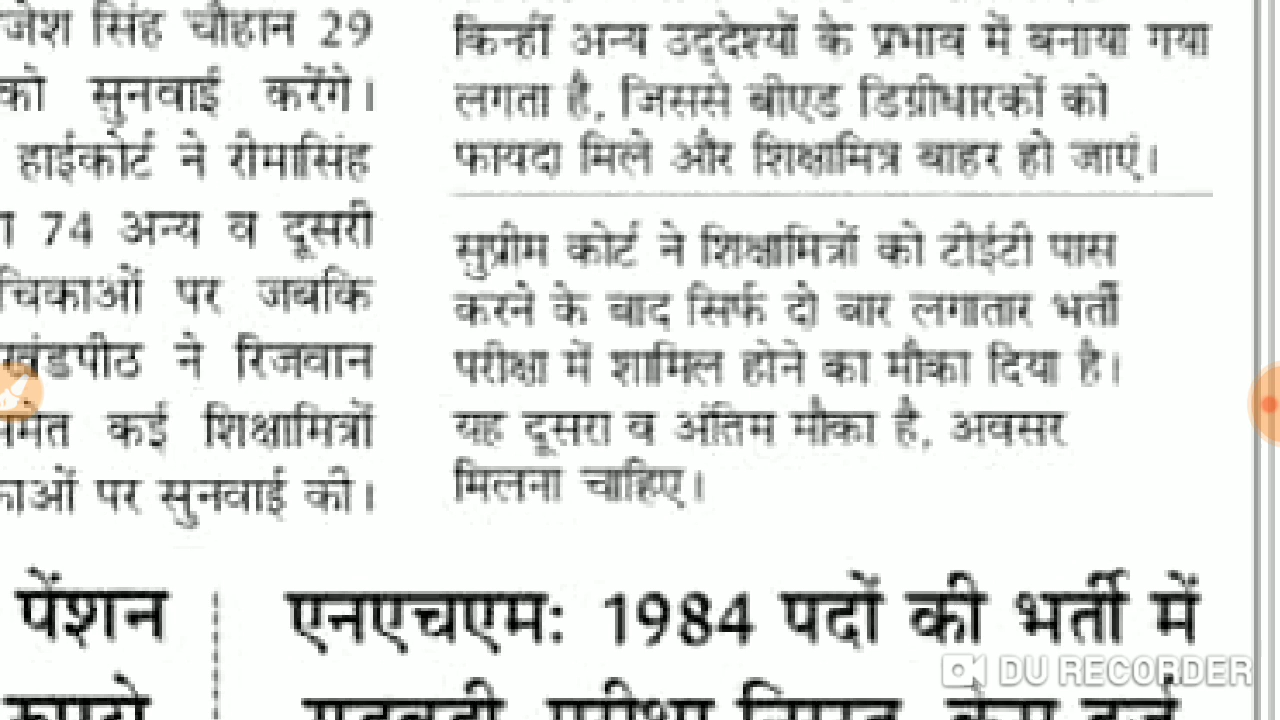 सिंह चौहान 29
को सुनवाई करेंगे।
हाईकोर्ट ने रीमासिंह
74 अन्य व दूसरी
पर जबकि
खंडपीठ ने रिजवान
कई शिक्षामित्रों
पर सुनवाई की।
किन्हीं अन्य उद्देश्यों के प्रभाव में बनाया गया
लगता है, जिससे बीएड डिग्रीधारकों को
फायदा मिले और शिक्षामित्र बाहर हो जाएं।
सुप्रीम कोर्ट ने शिक्षामित्रों को टीईटी पास
करने के बाद सिर्फ दो बार लगातार भर्ती
परीक्षा में शामिल होने का मौका दिया है।
यह दूसरा व अंतिम मौका है, अवसर
मिलना चाहिए।
पेंशन
एनएचएम: 1984 पदों की भर्ती में
DU RECORDER